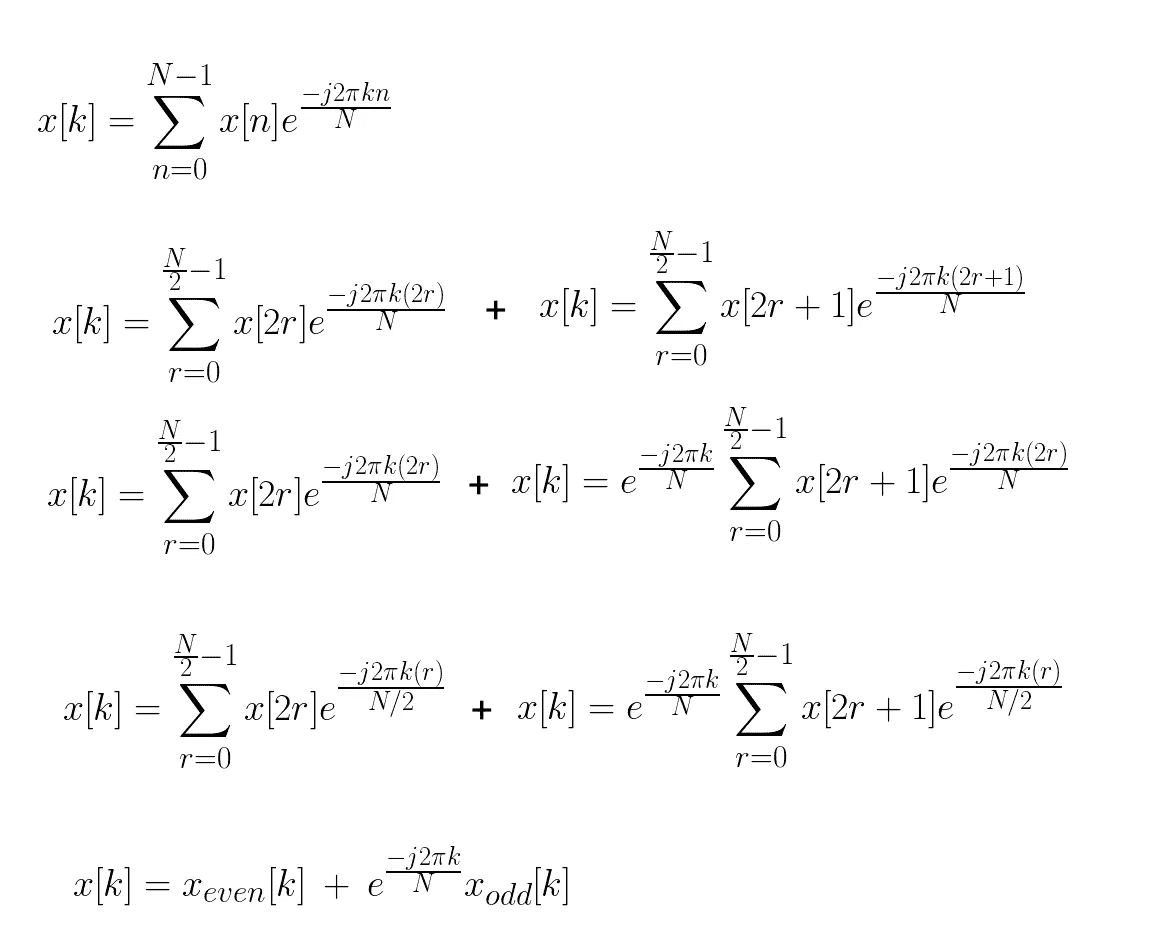 x[k] = \sum_{n=0}^{N-1} x[n]e^{\frac{-j2\pi kn}{N}}
x[k] = \sum_{r=0}^{\frac{N}{2}-1} x[2r]e^{\frac{-j2\pi k(2r)}{N}} + x[k] = \sum_{r=0}^{\frac{N}{2}-1} x[2r+1]e^{\frac{-j2\pi k(2r+1)}{N}}
x[k] = \sum_{r=0}^{\frac{N}{2}-1} x[2r]e^{\frac{-j2\pi k(2r)}{N}} + x[k] = e^{\frac{-j2\pi k}{N}} \sum_{r=0}^{\frac{N}{2}-1} x[2r+1]e^{\frac{-j2\pi k(2r)}{N}}
x[k] = \sum_{r=0}^{\frac{N}{2}-1} x[2r]e^{\frac{-j2\pi k(r)}{N/2}} + x[k] = e^{\frac{-j2\pi k}{N}} \sum_{r=0}^{\frac{N}{2}-1} x[2r+1]e^{\frac{-j2\pi k(r)}{N/2}}
x[k] = x_{even}[k] + e^{\frac{-j2\pi k}{N}} x_{odd}[k]